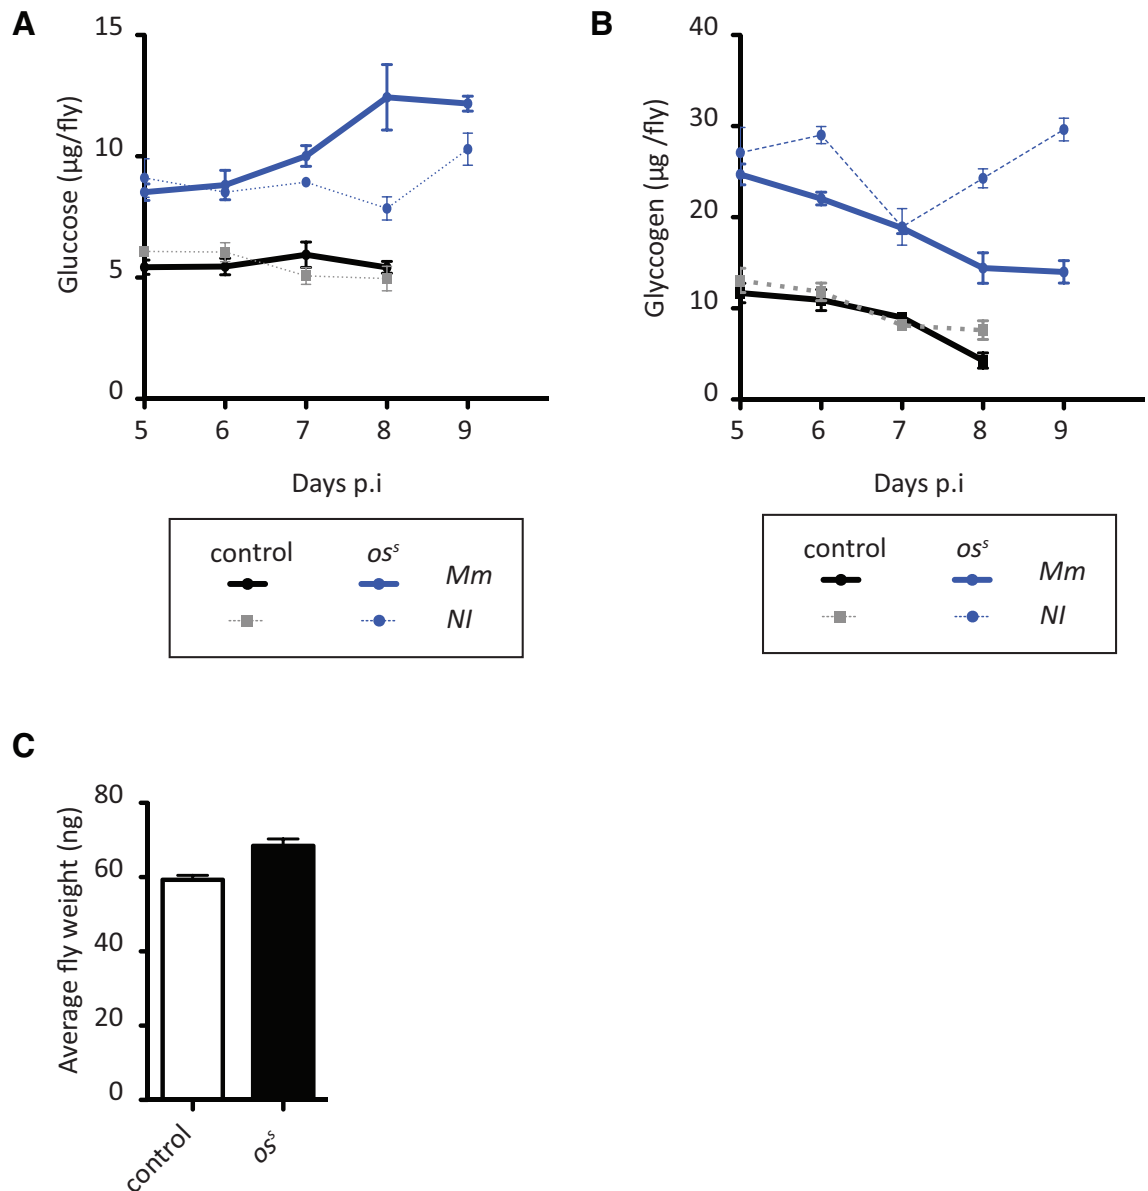 A
Gluccose (µg/fly)
15
10
5
0
5 6 7 8 9
Days p.i
control os^s
Mm
NI
B
Glyccogen (µg /fly)
40
30
20
10
0
5 6 7 8 9
Days p.i
control os^s
Mm
NI
C
Average fly weight (ng)
80
60
40
20
0
control os^s